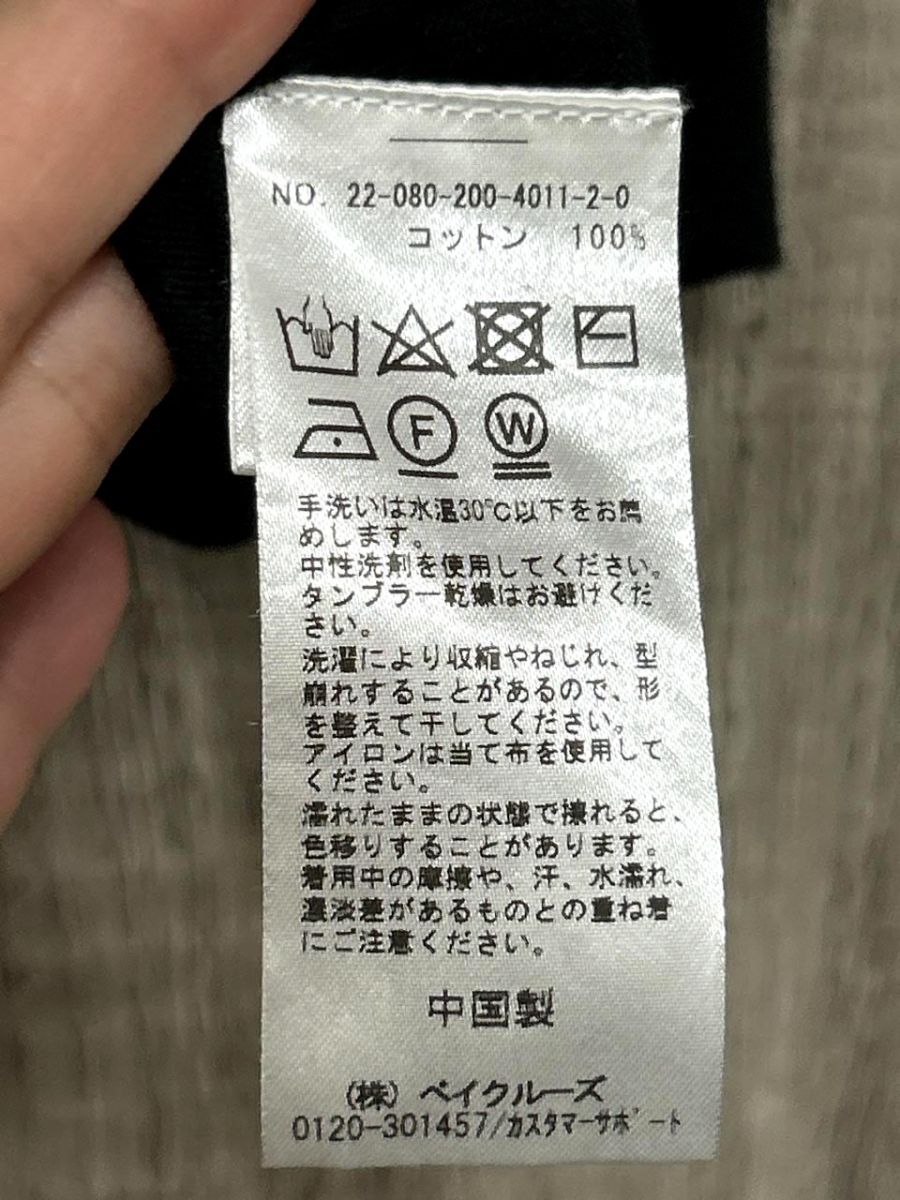 NO. 22-080-200-4011-2-0
コットン 100%
F W
手洗いは水温30℃以下をお薦
めします。
中性洗剤を使用してください。
タンブラー乾燥はお避けくだ
さい。
洗濯により収縮やねじれ、型
崩れすることがあるので、形
を整えて干してください。
アイロンは当て布を使用して
ください。
濡れたままの状態で擦れると、
色移りすることがあります。
着用中の摩擦や、汗、水濡れ、
濃淡差があるものとの重ね着
にご注意ください。
中国製
(株) ベイクルーズ
0120-301457/カスタマーサポート